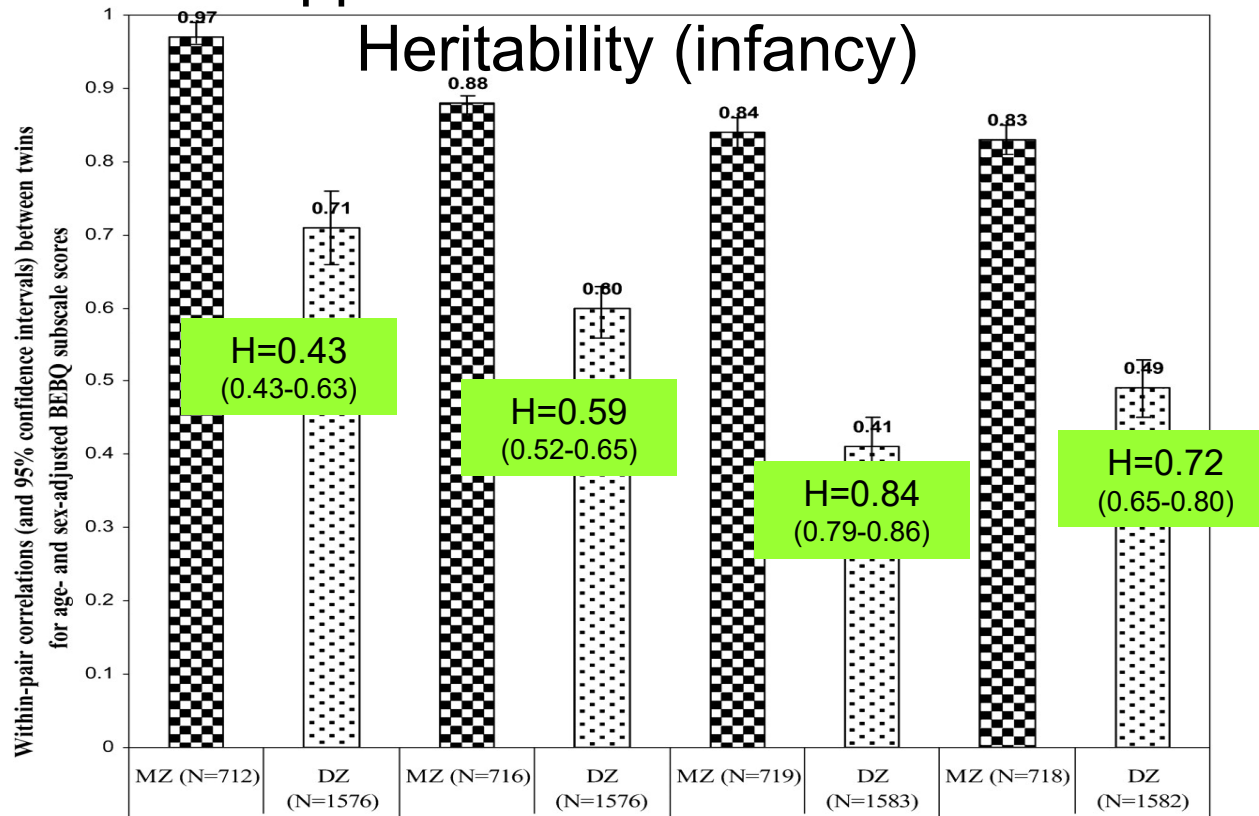 Heritability (infancy)
Within-pair correlations (and 95% confidence intervals) between twins
for age- and sex-adjusted BEBQ subscale scores
1
0.9
0.8
0.7
0.6
0.5
0.4
0.3
0.2
0.1
0
0.97
0.71
0.88
0.60
0.84
0.41
0.83
0.49
H=0.43
(0.43-0.63)
H=0.59
(0.52-0.65)
H=0.84
(0.79-0.86)
H=0.72
(0.65-0.80)
MZ (N=712)
DZ
(N=1576)
MZ (N=716)
DZ
(N=1576)
MZ (N=719)
DZ
(N=1583)
MZ (N=718)
DZ
(N=1582)